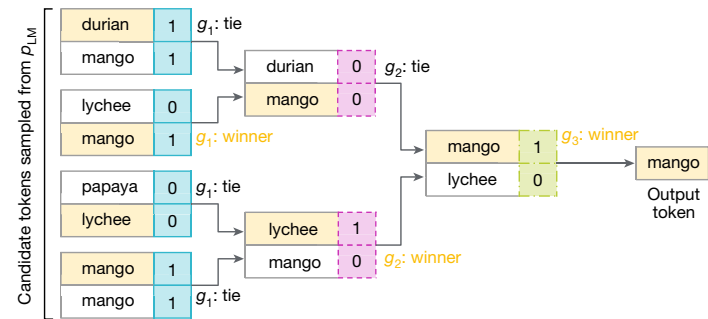 Candidate tokens sampled from p_LM
durian 1 g₁: tie
mango 1
lychee 0
mango 1 g₁: winner
papaya 0 g₁: tie
lychee 0
mango 1
mango 1 g₁: tie
durian 0 g₂: tie
mango 0
lychee 1
mango 0 g₂: winner
mango 1 g₃: winner
lychee 0
mango
Output
token